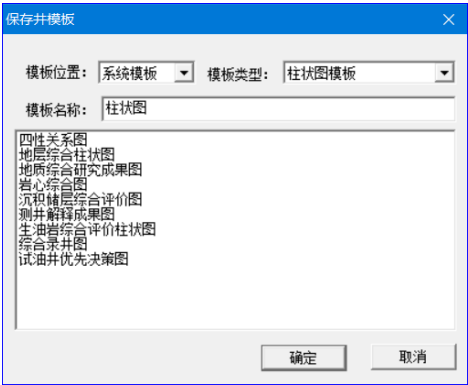 保存井模板
模板位置： 系统模板 模板类型： 柱状图模板
模板名称： 柱状图
四性关系图
地层综合柱状图
地质综合研究成果图
岩心综合图
沉积储层综合评价图
测井解释成果图
生油岩综合评价柱状图
综合录井图
试油井优先决策图
确定 取消